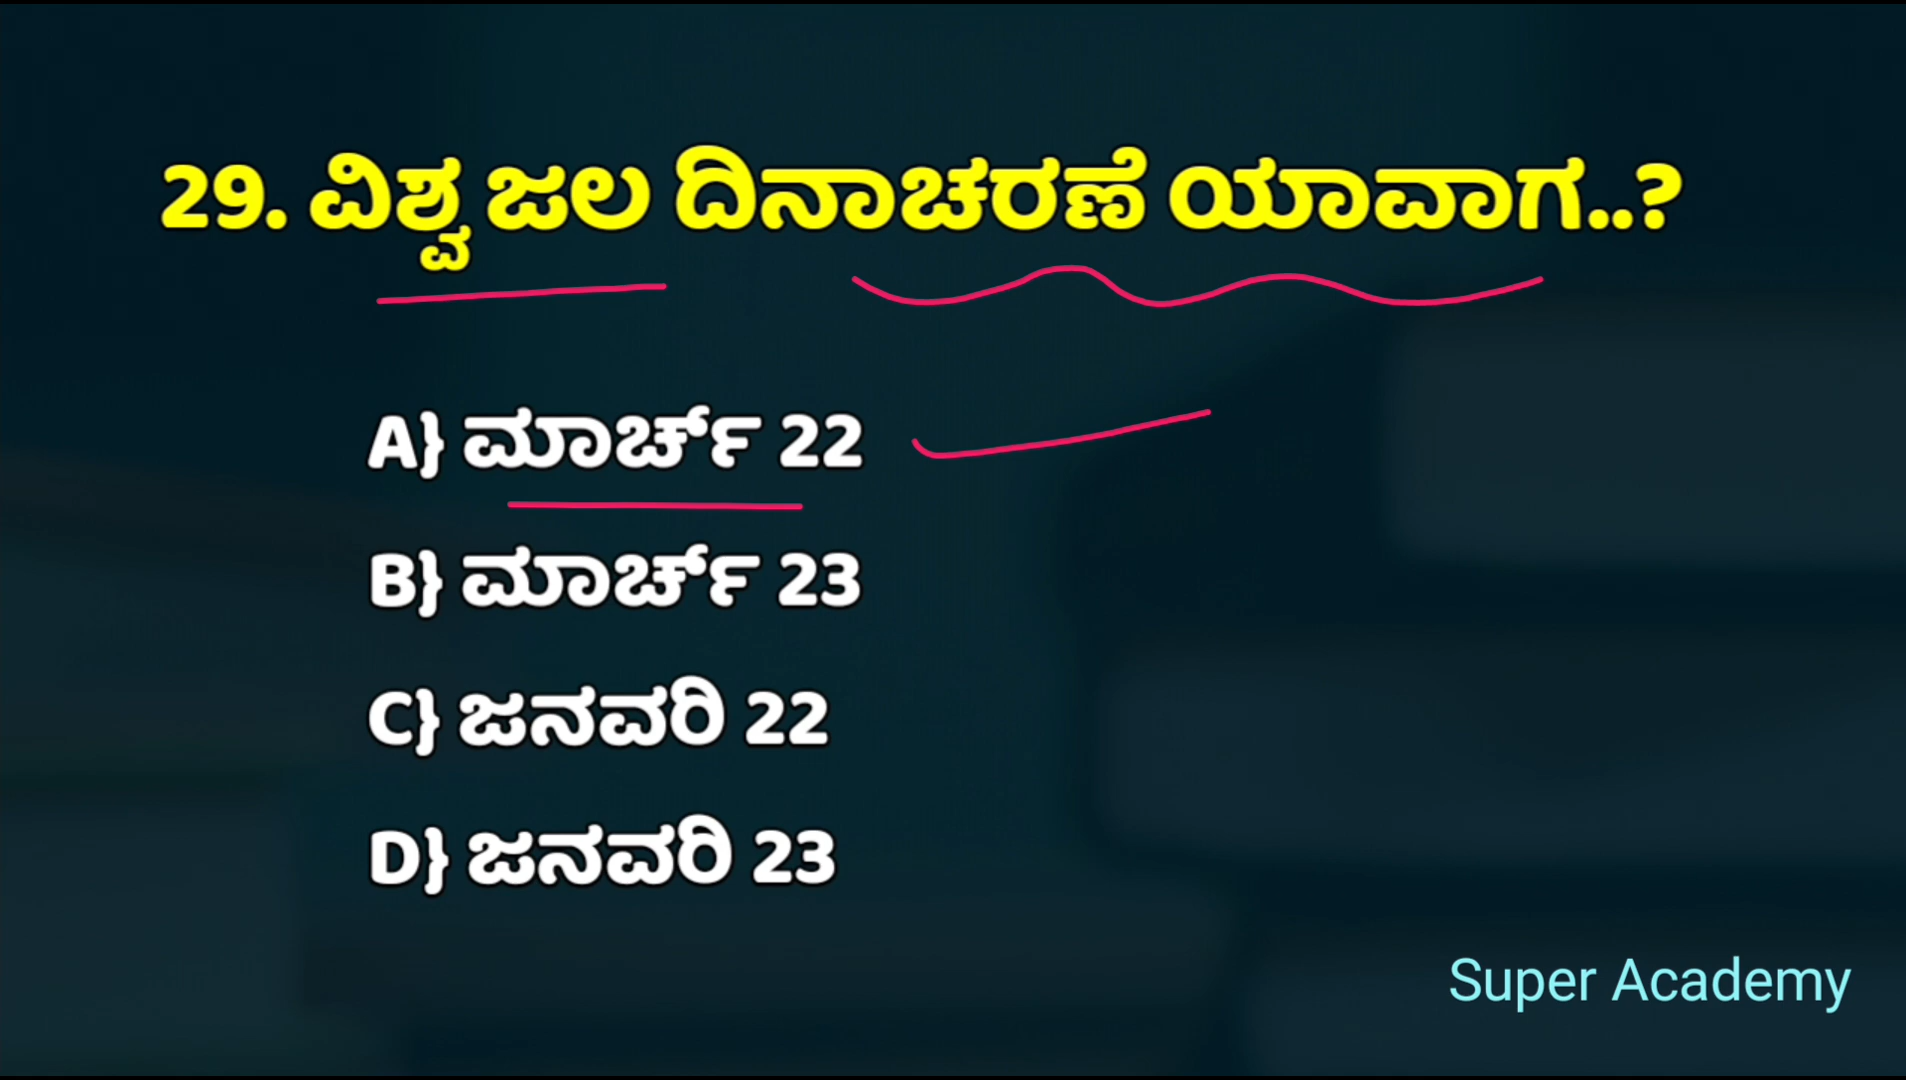 29. ವಿಶ್ವ ಜಲ ದಿನಾಚರಣೆ ಯಾವಾಗ..?
A} ಮಾರ್ಚ್ 22
B} ಮಾರ್ಚ್ 23
C} ಜನವರಿ 22
D} ಜನವರಿ 23
Super Academy